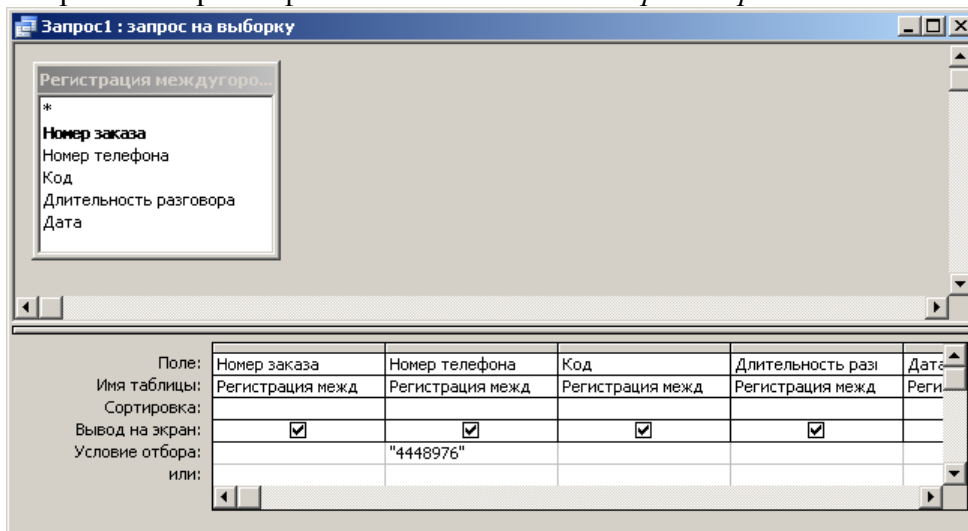 Запрос1 : запрос на выборку
Регистрация междугоро...
*
Номер заказа
Номер телефона
Код
Длительность разговора
Дата
Поле: Номер заказа Номер телефона Код Длительность разг Дата
Имя таблицы: Регистрация межд Регистрация межд Регистрация межд Регистрация межд Реги
Сортировка:
Вывод на экран:
Условие отбора: "4448976"
или: